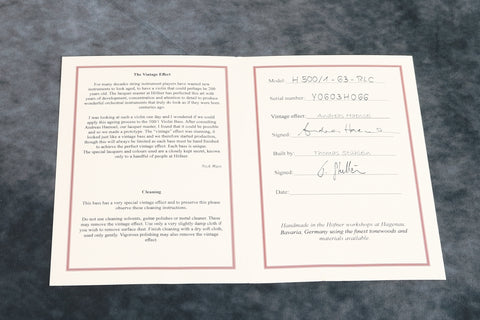 The Vintage Effect
For many decades string instrument players have wanted new
instruments to look aged, to have a violin that could perhaps be 200
years old. The lacquer master at Höfner has perfected this art with
years of development, concentration and attention to detail to produce
wonderful orchestral instruments that truly do look as if they were from
centuries ago.
I was looking at such a violin one day and I wondered if we could
apply this ageing process to the 500/1 Violin Bass. After consulting
Andreas Haensel, our lacquer master, I found that it could be possible
and so we made a prototype. The "vintage" effect was stunning, it
looked just like a vintage bass and we therefore started production,
though this will always be limited as each bass must be hand finished
to achieve the perfect vintage effect. Each bass is unique.
The special lacquers and colours used are a closely kept secret, known
only to a handful of people at Höfner
Nick Wass
Cleaning
This bass has a very special vintage effect and to preserve this please
observe these cleaning instructions.
Do not use cleaning solvents, guitar polishes or metal cleaner. These
may remove the vintage effect. Use only a very slightly damp cloth if
you wish to remove surface dust. Finish cleaning with a dry soft cloth,
used only gently. Vigorous polishing may also remove the vintage
effect
Model: H 500/1-63-RLC
Serial number: Y0603H066
Vintage effect: Andreas Haensel
Signed:
Built by: Thomas
Signed:
Date:
Handmade in the Höfner workshops at Hagenau,
Bavaria, Germany using the finest tonewoods and
materials available.